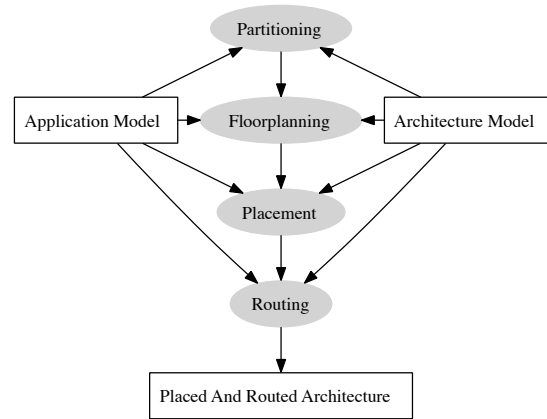 Partitioning
Application Model
Floorplanning
Architecture Model
Placement
Routing
Placed And Routed Architecture